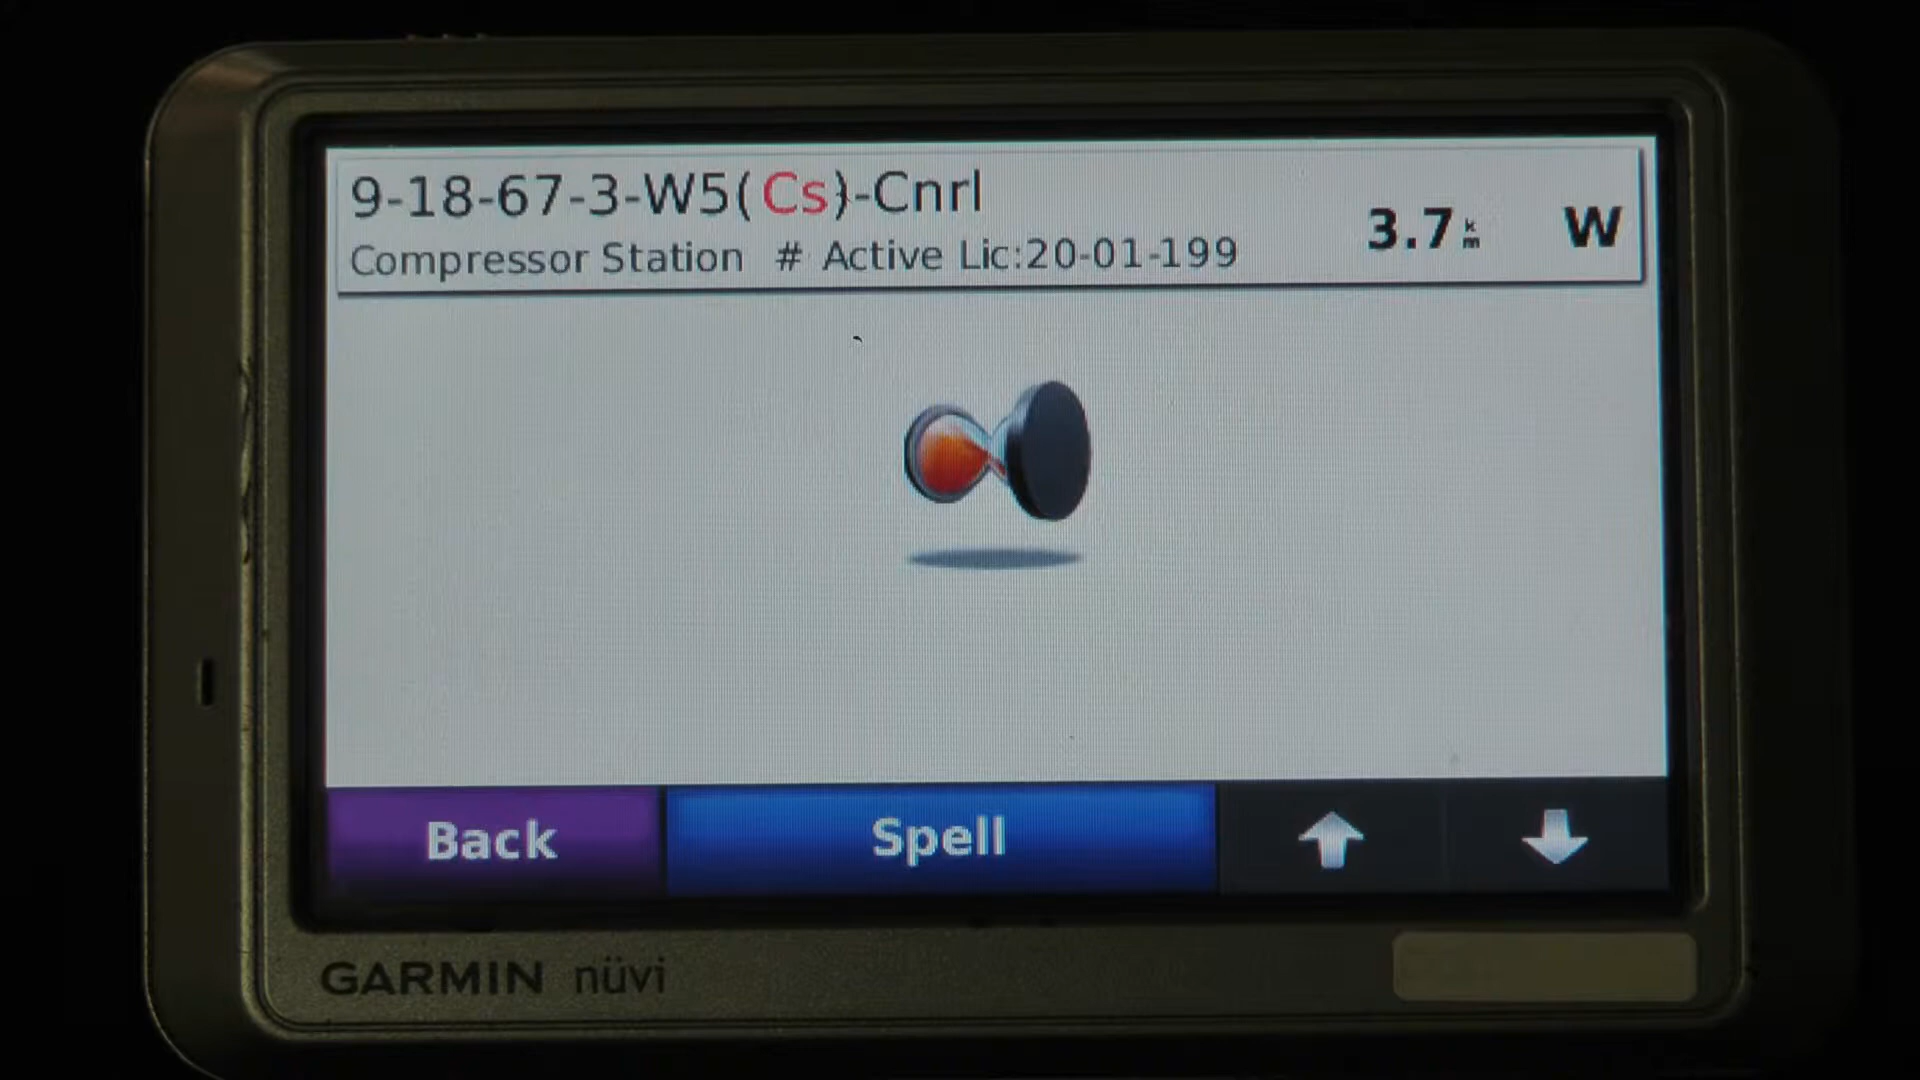 9-18-67-3-W5(Cs)-Cnrl
Compressor Station # Active Lic:20-01-199
3.7 km W
Back Spell
GARMIN nüvi